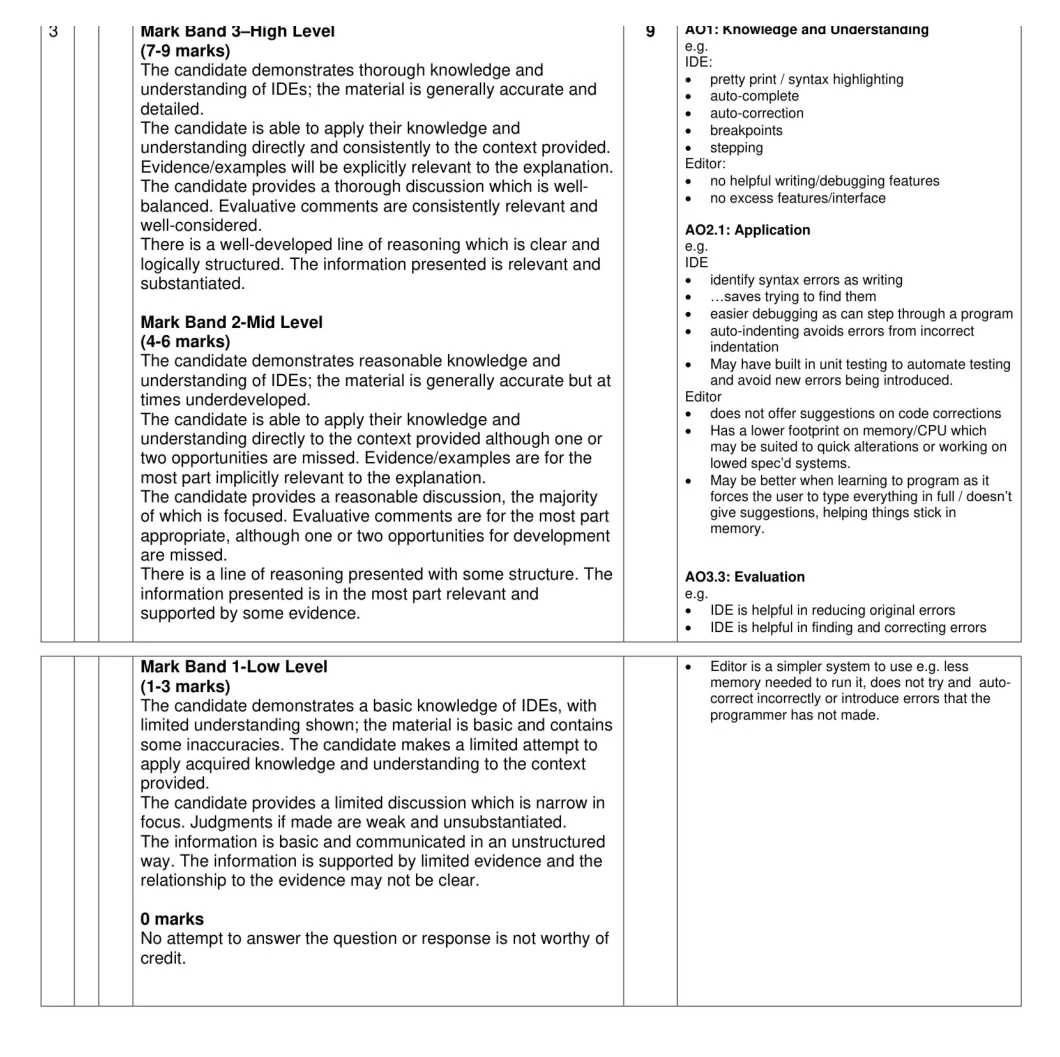 3
Mark Band 3–High Level
(7-9 marks)
The candidate demonstrates thorough knowledge and
understanding of IDEs; the material is generally accurate and
detailed.
The candidate is able to apply their knowledge and
understanding directly and consistently to the context provided.
Evidence/examples will be explicitly relevant to the explanation.
The candidate provides a thorough discussion which is well-
balanced. Evaluative comments are consistently relevant and
well-considered.
There is a well-developed line of reasoning which is clear and
logically structured. The information presented is relevant and
substantiated.
Mark Band 2-Mid Level
(4-6 marks)
The candidate demonstrates reasonable knowledge and
understanding of IDEs; the material is generally accurate but at
times underdeveloped.
The candidate is able to apply their knowledge and
understanding directly to the context provided although one or
two opportunities are missed. Evidence/examples are for the
most part implicitly relevant to the explanation.
The candidate provides a reasonable discussion, the majority
of which is focused. Evaluative comments are for the most part
appropriate, although one or two opportunities for development
are missed.
There is a line of reasoning presented with some structure. The
information presented is in the most part relevant and
supported by some evidence.
9
AO1: Knowledge and Understanding
e.g.
IDE:
• pretty print / syntax highlighting
• auto-complete
• auto-correction
• breakpoints
• stepping
Editor:
• no helpful writing/debugging features
• no excess features/interface
AO2.1: Application
e.g.
IDE
• identify syntax errors as writing
• …saves trying to find them
• easier debugging as can step through a program
• auto-indenting avoids errors from incorrect
indentation
• May have built in unit testing to automate testing
and avoid new errors being introduced.
Editor
• does not offer suggestions on code corrections
• Has a lower footprint on memory/CPU which
may be suited to quick alterations or working on
lowed spec’d systems.
• May be better when learning to program as it
forces the user to type everything in full / doesn’t
give suggestions, helping things stick in
memory.
AO3.3: Evaluation
e.g.
• IDE is helpful in reducing original errors
• IDE is helpful in finding and correcting errors
Mark Band 1-Low Level
(1-3 marks)
The candidate demonstrates a basic knowledge of IDEs, with
limited understanding shown; the material is basic and contains
some inaccuracies. The candidate makes a limited attempt to
apply acquired knowledge and understanding to the context
provided.
The candidate provides a limited discussion which is narrow in
focus. Judgments if made are weak and unsubstantiated.
The information is basic and communicated in an unstructured
way. The information is supported by limited evidence and the
relationship to the evidence may not be clear.
0 marks
No attempt to answer the question or response is not worthy of
credit.
• Editor is a simpler system to use e.g. less
memory needed to run it, does not try and auto-
correct incorrectly or introduce errors that the
programmer has not made.